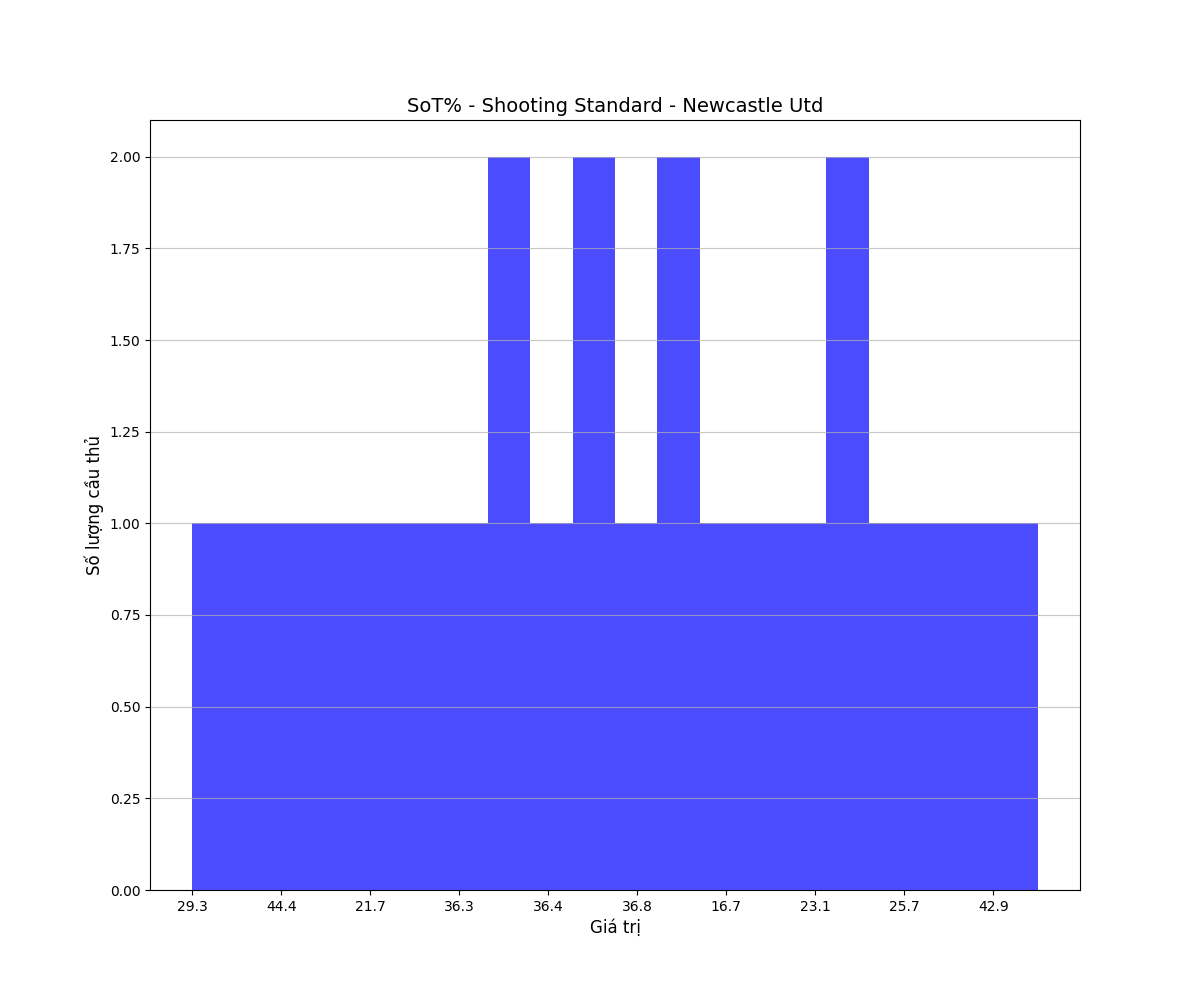 SoT% - Shooting Standard - Newcastle Utd
Số lượng cầu thủ
2.00
1.75
1.50
1.25
1.00
0.75
0.50
0.25
0.00
29.3 44.4 21.7 36.3 36.4 36.8 16.7 23.1 25.7 42.9
Giá trị